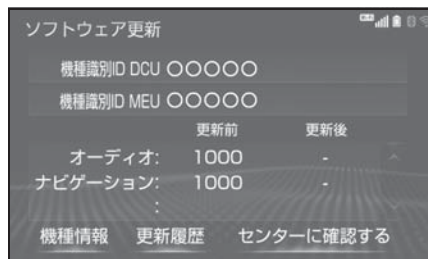 ソフトウェア更新
機種識別ID DCU ○○○○○
機種識別ID MEU ○○○○○
更新前 更新後
オーディオ: 1000 -
ナビゲーション: 1000 -
:
機種情報 更新履歴 センターに確認する